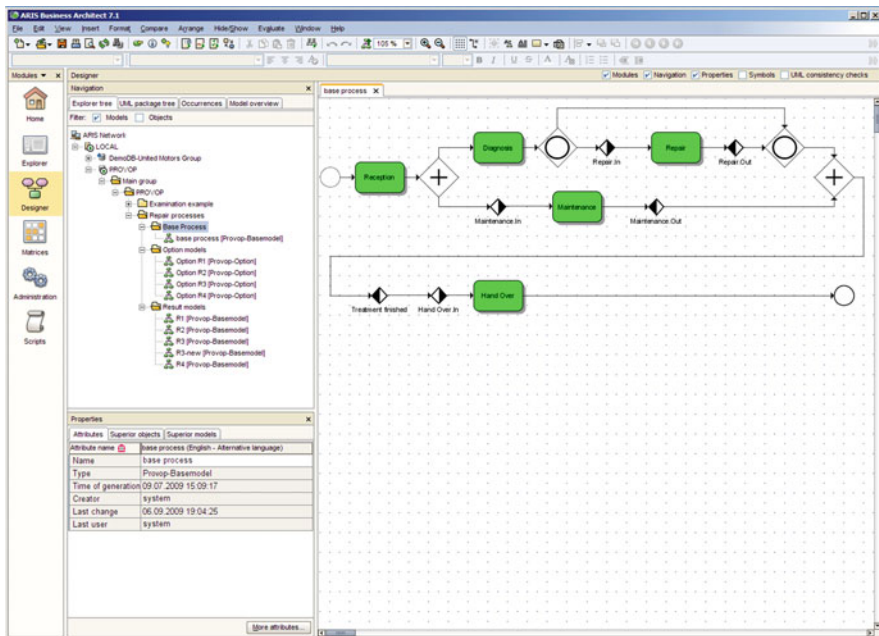 ARIS Business Architect 7.1
File Edit View Insert Format Compare Arrange Hide/Show Evaluate Window Help
105 %
B I U S A
Modules Designer Modules Navigation Properties Symbols UML consistency checks
Navigation
base process
Explorer tree UML package tree Occurrences Model overview
Filter: Models Objects
Home
Explorer
Designer
Matrices
Administration
Scripts
ARIS Network
LOCAL
DemoDB-United Motors Group
PROVOP
Main group
PROVOP
Examination example
Repair processes
Base Process
base process [Provop-Basemodel]
Option models
Option R1 [Provop-Option]
Option R2 [Provop-Option]
Option R3 [Provop-Option]
Option R4 [Provop-Option]
Result models
R1 [Provop-Basemodel]
R2 [Provop-Basemodel]
R3 [Provop-Basemodel]
R3-new [Provop-Basemodel]
R4 [Provop-Basemodel]
Properties
Attributes Superior objects Superior models
Attribute name base process (English - Alternative language)
Name base process
Type Provop-Basemodel
Time of generation 09.07.2009 15:09:17
Creator system
Last change 06.09.2009 19:04:25
Last user system
More attributes...
Diagnosis Repair
Repair.In Repair.Out
Reception
Maintenance
Maintenance.In Maintenance.Out
Hand Over
Treatment finished Hand Over.In